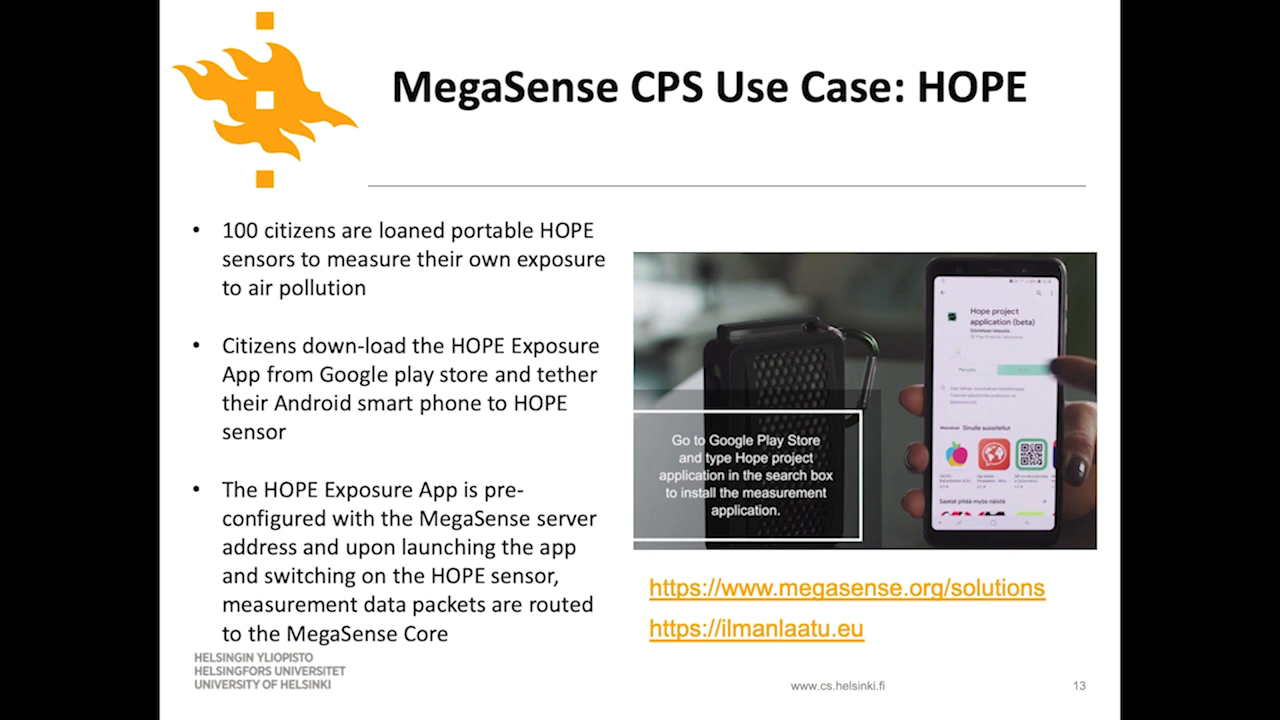 MegaSense CPS Use Case: HOPE
• 100 citizens are loaned portable HOPE
sensors to measure their own exposure
to air pollution
• Citizens down-load the HOPE Exposure
App from Google play store and tether
their Android smart phone to HOPE
sensor
• The HOPE Exposure App is pre-
configured with the MegaSense server
address and upon launching the app
and switching on the HOPE sensor,
measurement data packets are routed
to the MegaSense Core
Hope project
application (beta)
Go to Google Play Store
and type Hope project
application in the search box
to install the measurement
application.
Sinulle suositellut
Saatat pitää myös näistä
https://www.megasense.org/solutions
https://ilmanlaatu.eu
HELSINGIN YLIOPISTO
HELSINGFORS UNIVERSITET
UNIVERSITY OF HELSINKI
www.cs.helsinki.fi
13